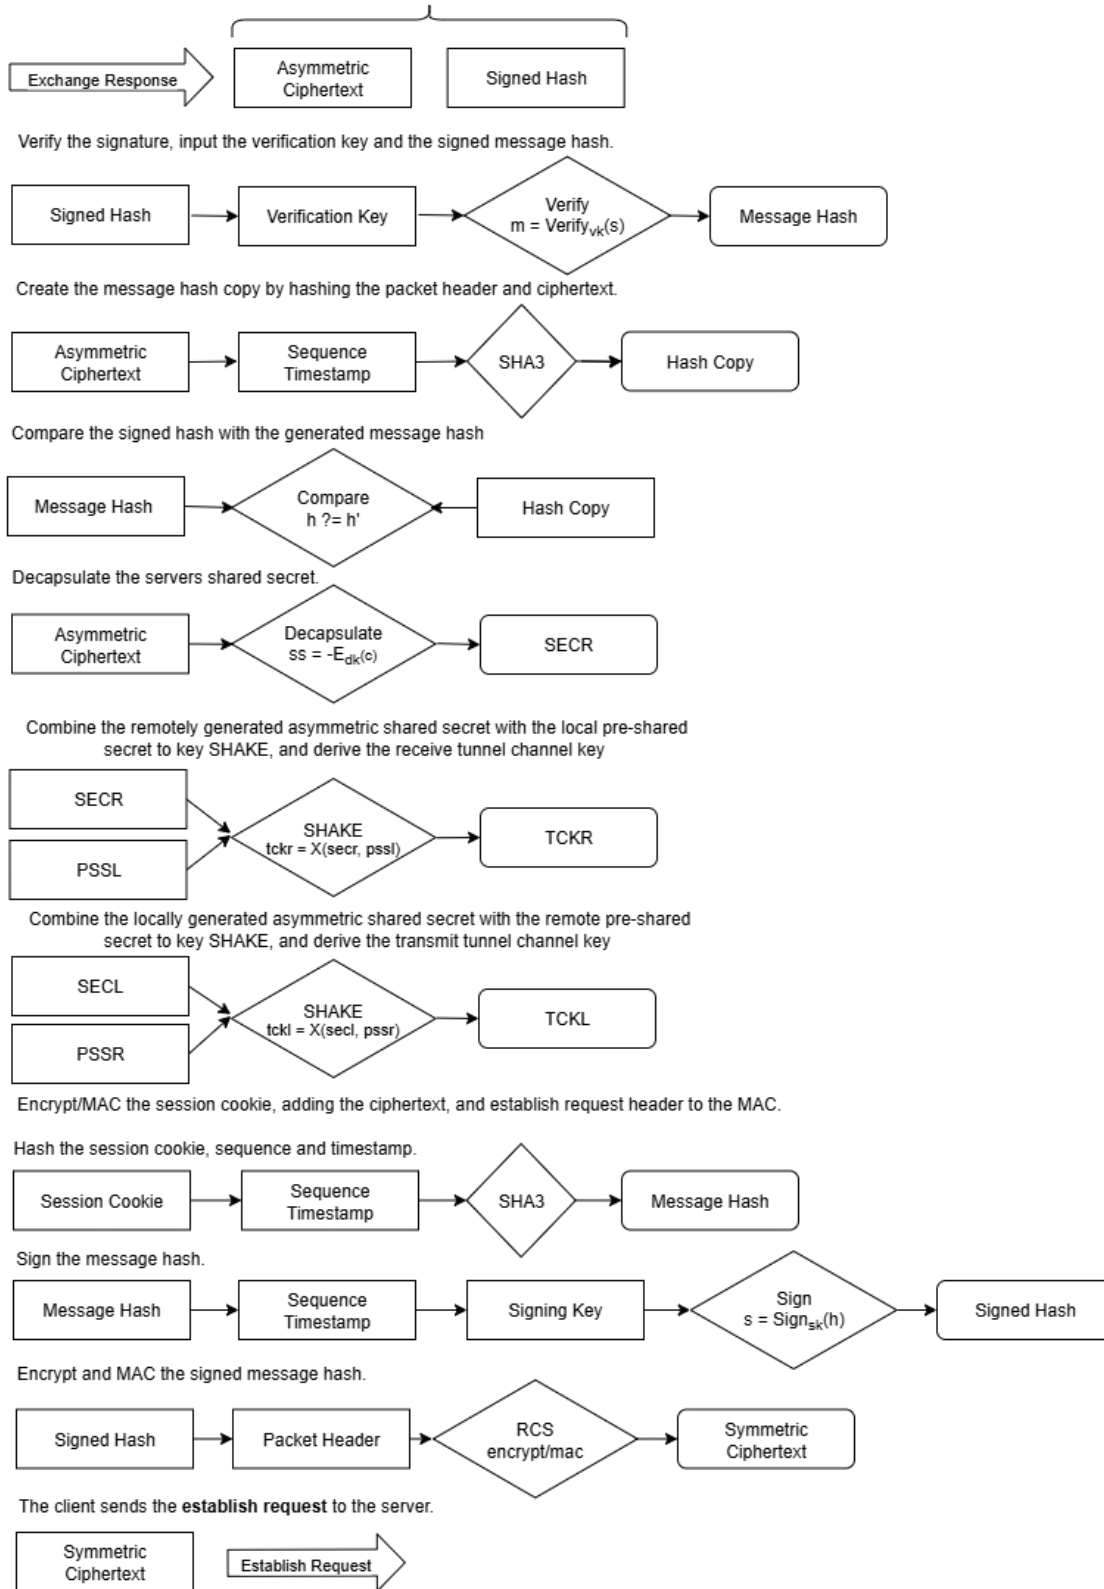 Exchange Response
Asymmetric
Ciphertext
Signed Hash
Verify the signature, input the verification key and the signed message hash.
Signed Hash
Verification Key
Verify
m = Verifyvk(s)
Message Hash
Create the message hash copy by hashing the packet header and ciphertext.
Asymmetric
Ciphertext
Sequence
Timestamp
SHA3
Hash Copy
Compare the signed hash with the generated message hash
Message Hash
Compare
h ?= h'
Hash Copy
Decapsulate the servers shared secret.
Asymmetric
Ciphertext
Decapsulate
ss = -Edk(c)
SECR
Combine the remotely generated asymmetric shared secret with the local pre-shared
secret to key SHAKE, and derive the receive tunnel channel key
SECR
PSSL
SHAKE
tckr = X(secr, pssl)
TCKR
Combine the locally generated asymmetric shared secret with the remote pre-shared
secret to key SHAKE, and derive the transmit tunnel channel key
SECL
PSSR
SHAKE
tckl = X(secl, pssr)
TCKL
Encrypt/MAC the session cookie, adding the ciphertext, and establish request header to the MAC.
Hash the session cookie, sequence and timestamp.
Session Cookie
Sequence
Timestamp
SHA3
Message Hash
Sign the message hash.
Message Hash
Sequence
Timestamp
Signing Key
Sign
s = Signsk(h)
Signed Hash
Encrypt and MAC the signed message hash.
Signed Hash
Packet Header
RCS
encrypt/mac
Symmetric
Ciphertext
The client sends the establish request to the server.
Symmetric
Ciphertext
Establish Request